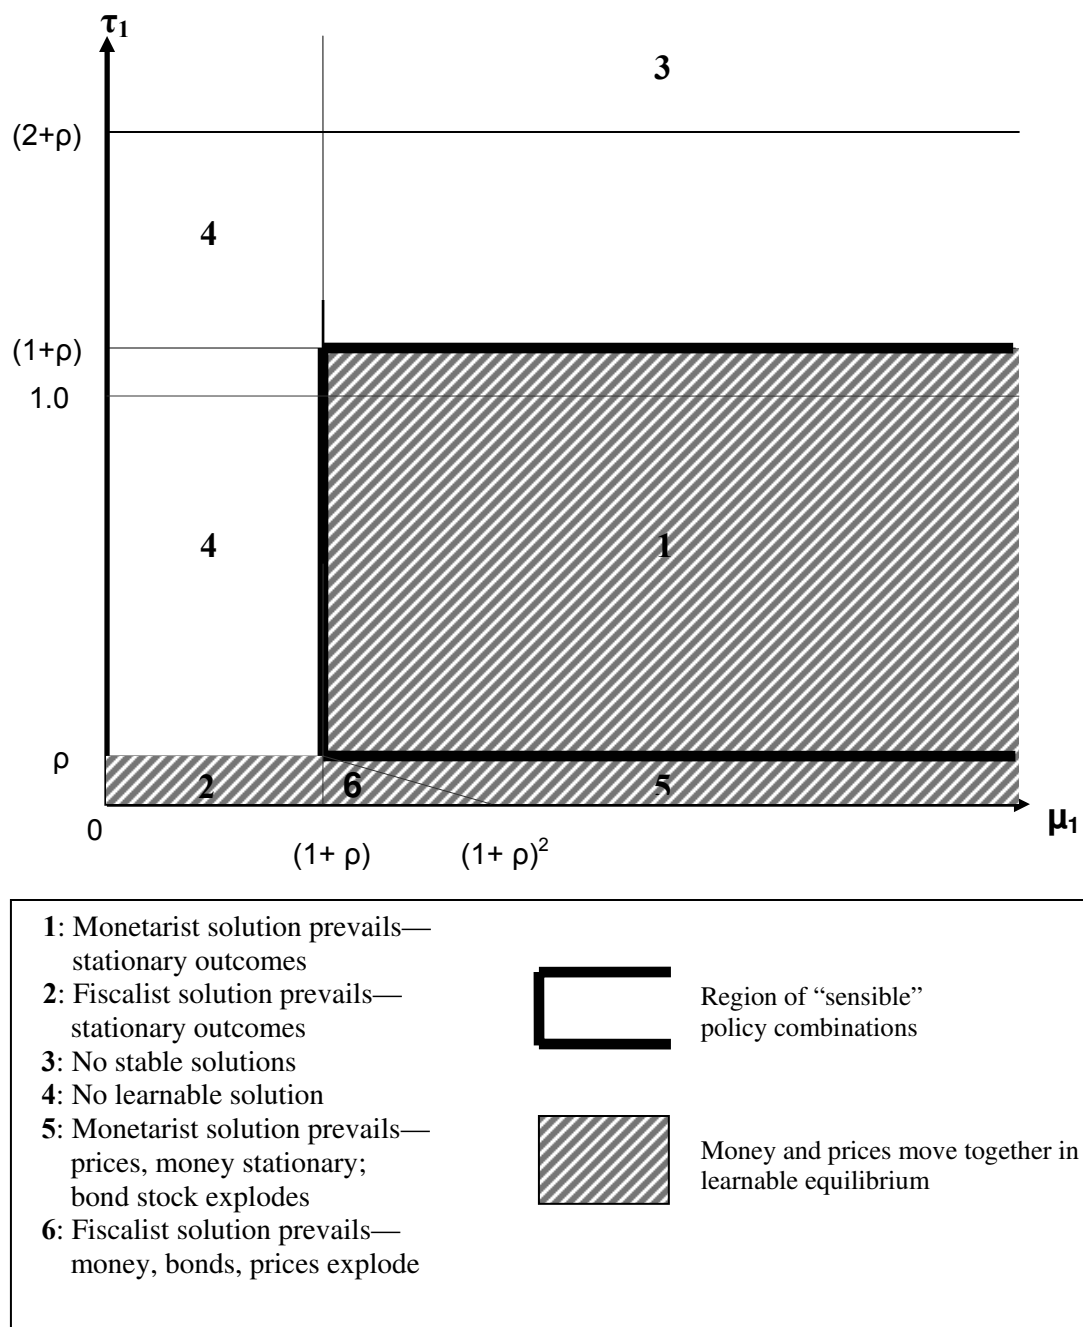 τ₁
3
(2+ρ)
4
(1+ρ)
1.0
4
1
ρ
2
6
5
0
μ₁
(1+ ρ)
(1+ ρ)²
1: Monetarist solution prevails—
stationary outcomes
2: Fiscalist solution prevails—
stationary outcomes
3: No stable solutions
4: No learnable solution
5: Monetarist solution prevails—
prices, money stationary;
bond stock explodes
6: Fiscalist solution prevails—
money, bonds, prices explode
Region of “sensible”
policy combinations
Money and prices move together in
learnable equilibrium